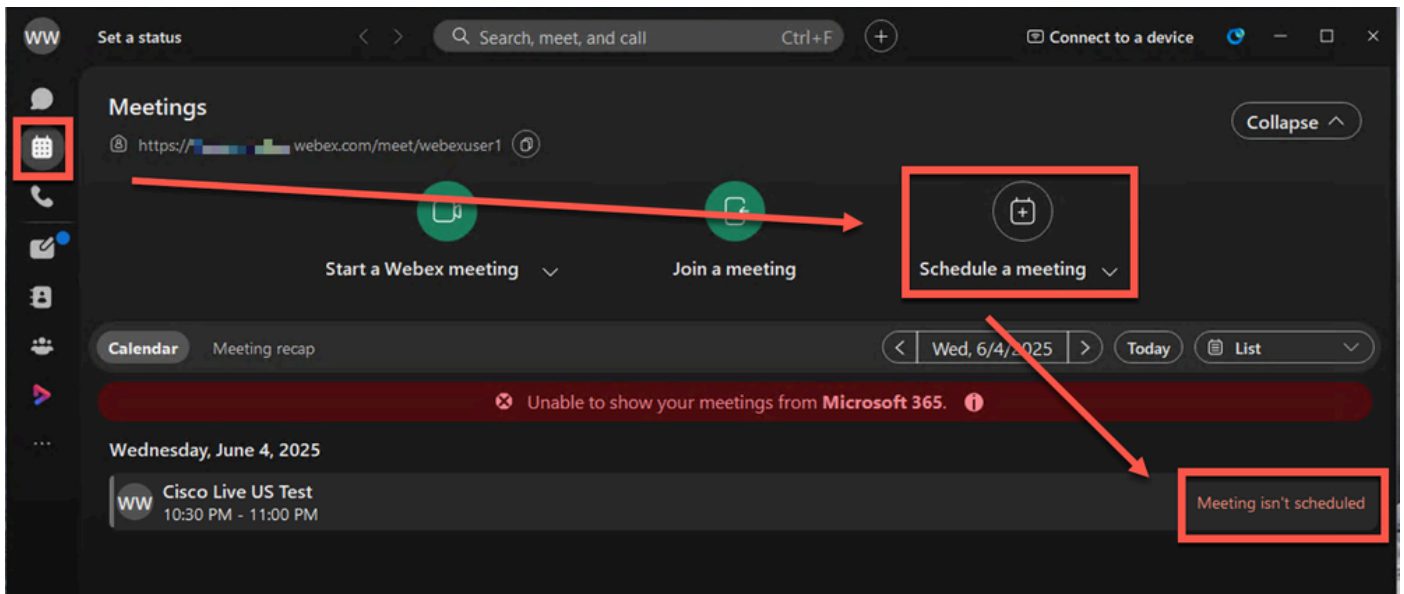 WW Set a status Search, meet, and call Ctrl+F Connect to a device
Meetings
Collapse
https:// webex.com/meet/webexuser1
Start a Webex meeting Join a meeting Schedule a meeting
Calendar Meeting recap Wed, 6/4/2025 Today List
Unable to show your meetings from Microsoft 365.
Wednesday, June 4, 2025
WW Cisco Live US Test
10:30 PM - 11:00 PM
Meeting isn't scheduled